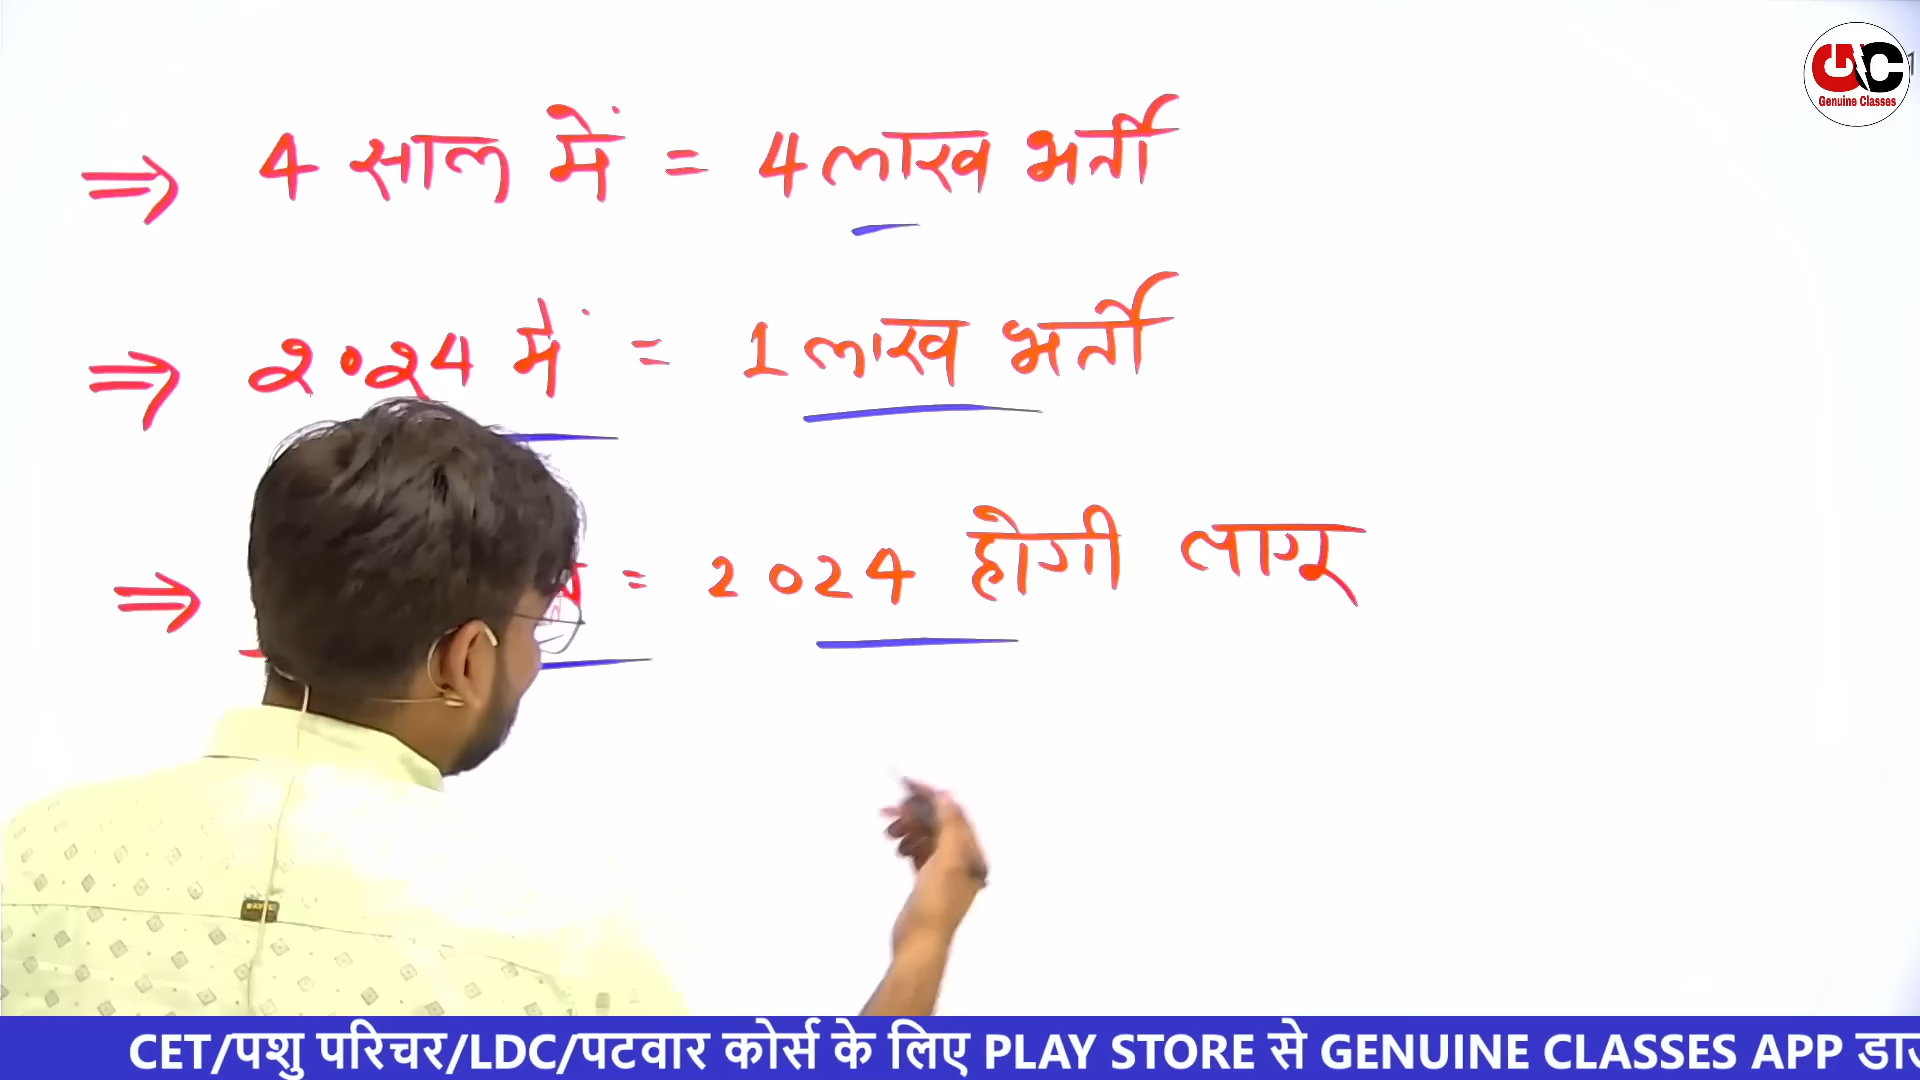 GC
Genuine Classes
⇒ 4 साल में = 4 लाख भर्ती
⇒ 2024 में = 1 लाख भर्ती
⇒ = 2024 होगी लागू
CET/पशु परिचर/LDC/पटवार कोर्स के लिए PLAY STORE से GENUINE CLASSES APP